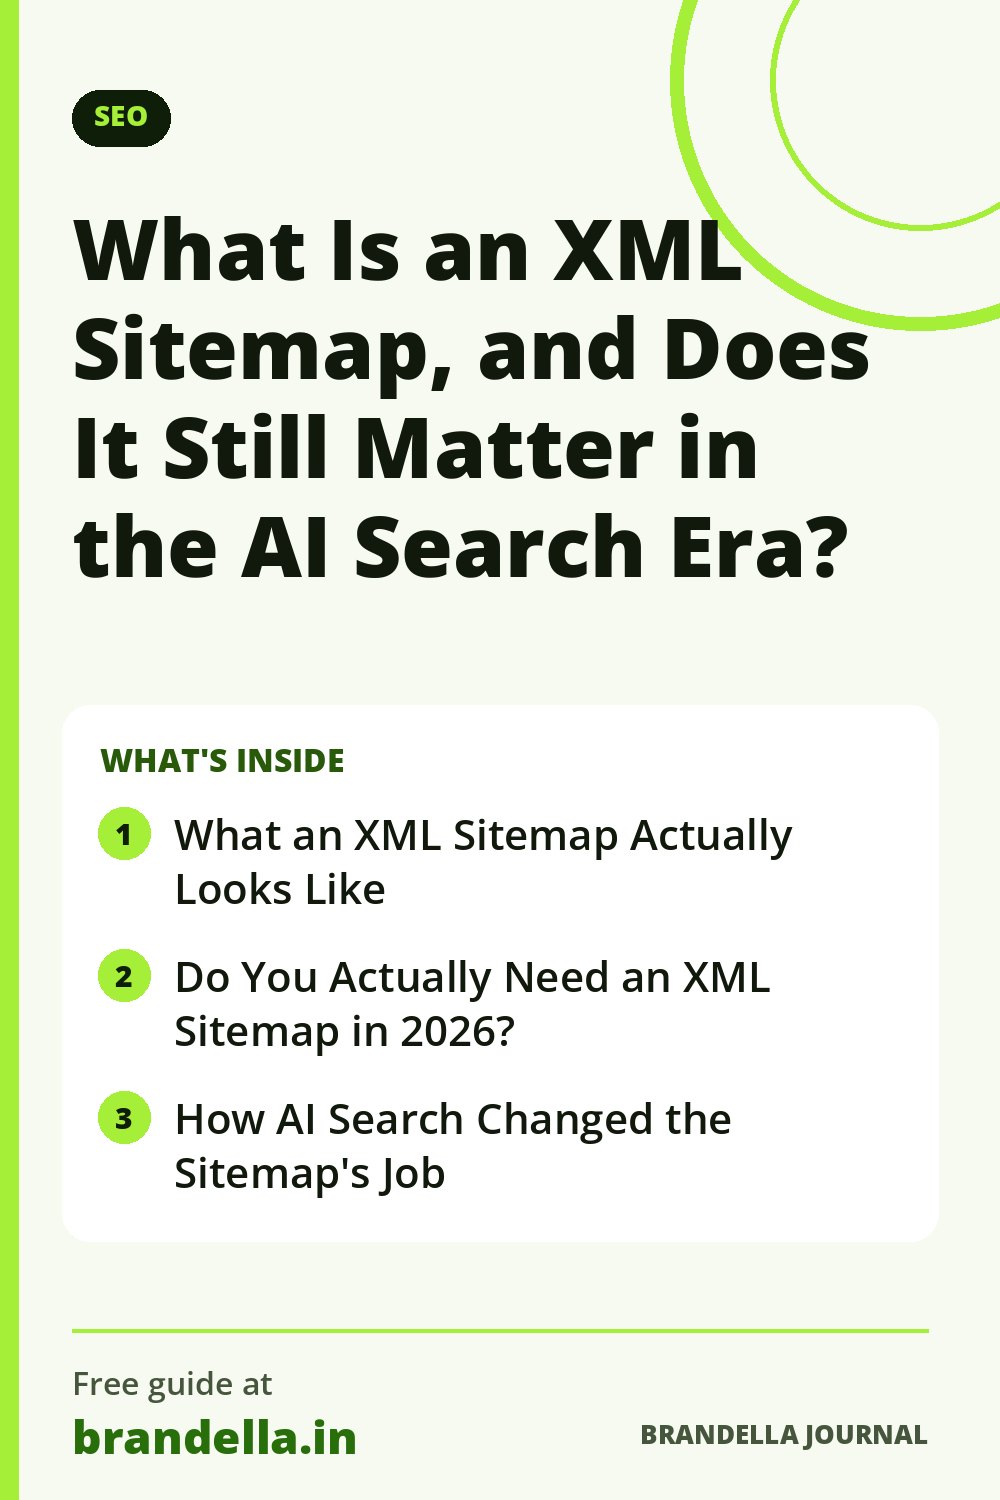 SEO
What Is an XML
Sitemap, and Does
It Still Matter in
the AI Search Era?
WHAT'S INSIDE
1 What an XML Sitemap Actually
Looks Like
2 Do You Actually Need an XML
Sitemap in 2026?
3 How AI Search Changed the
Sitemap's Job
Free guide at
brandella.in
BRANDELLA JOURNAL